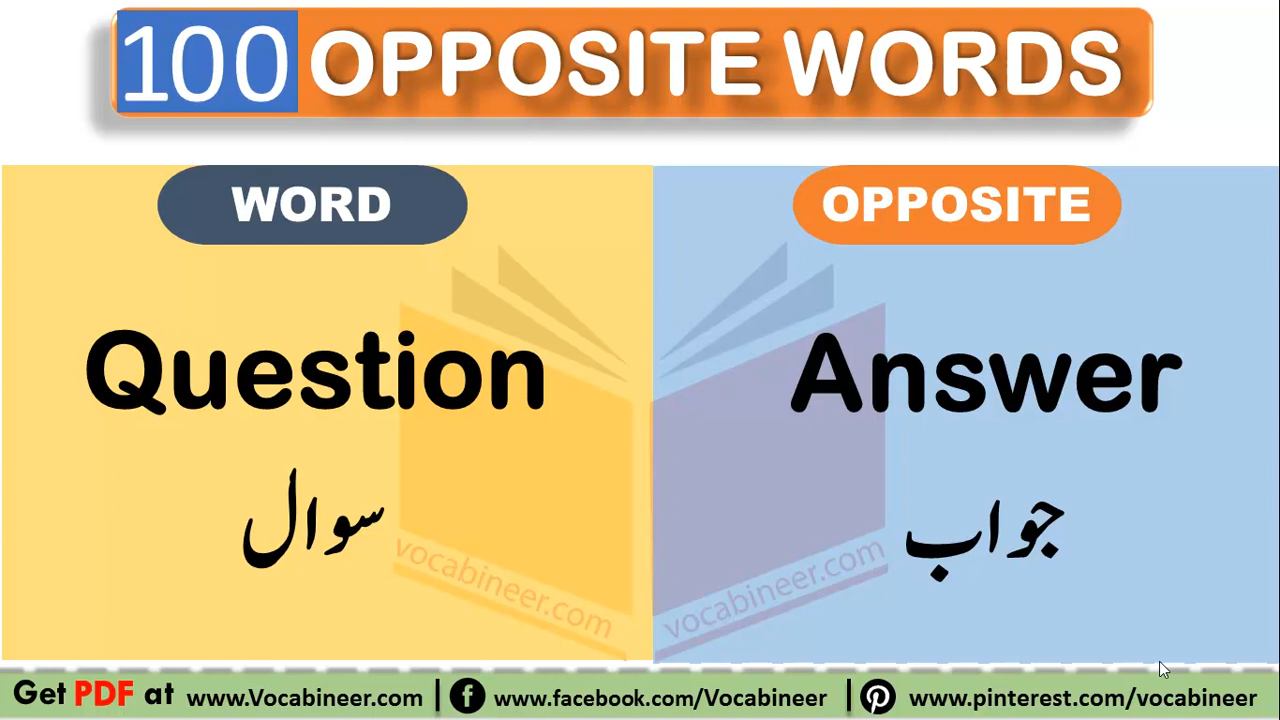 100 OPPOSITE WORDS
WORD
OPPOSITE
Question
Answer
سوال
جواب
vocabineer.com
vocabineer.com
Get PDF at www.Vocabineer.com | www.facebook.com/Vocabineer | www.pinterest.com/vocabineer